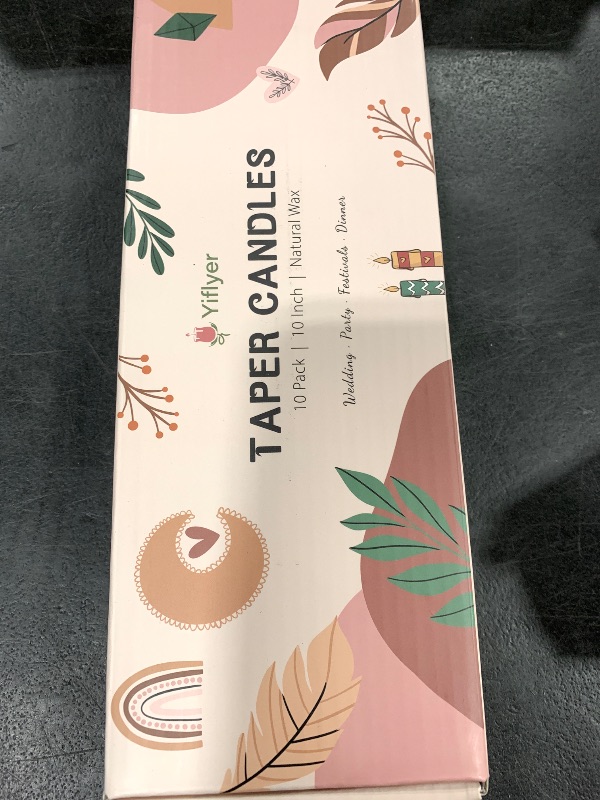 Yiflyer
TAPER CANDLES
10 Pack | 10 Inch | Natural Wax
Wedding · Party · Festivals · Dinner